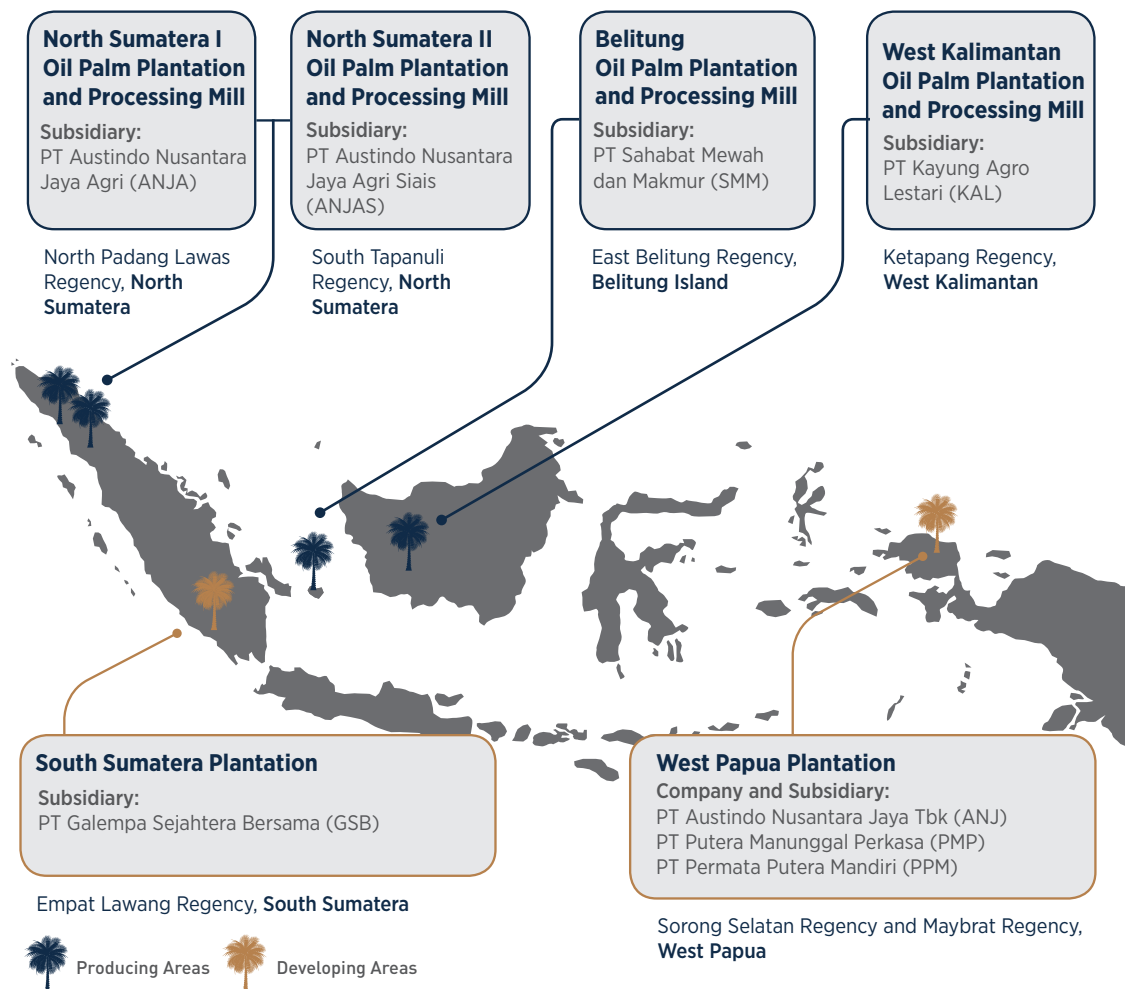 North Sumatera I
Oil Palm Plantation
and Processing Mill
Subsidiary:
PT Austindo Nusantara
Jaya Agri (ANJA)
North Padang Lawas
Regency, North
Sumatera
North Sumatera II
Oil Palm Plantation
and Processing Mill
Subsidiary:
PT Austindo Nusantara
Jaya Agri Siais
(ANJAS)
South Tapanuli
Regency, North
Sumatera
Belitung
Oil Palm Plantation
and Processing Mill
Subsidiary:
PT Sahabat Mewah
dan Makmur (SMM)
East Belitung Regency,
Belitung Island
West Kalimantan
Oil Palm Plantation
and Processing Mill
Subsidiary:
PT Kayung Agro
Lestari (KAL)
Ketapang Regency,
West Kalimantan
South Sumatera Plantation
Subsidiary:
PT Galempa Sejahtera Bersama (GSB)
Empat Lawang Regency, South Sumatera
West Papua Plantation
Company and Subsidiary:
PT Austindo Nusantara Jaya Tbk (ANJ)
PT Putera Manunggal Perkasa (PMP)
PT Permata Putera Mandiri (PPM)
Sorong Selatan Regency and Maybrat Regency,
West Papua
Producing Areas
Developing Areas